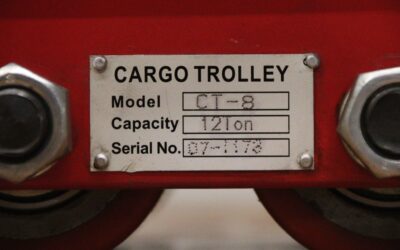 CARGO TROLLEY
Model CT-8
Capacity 12Ton
Serial No. 07-1173